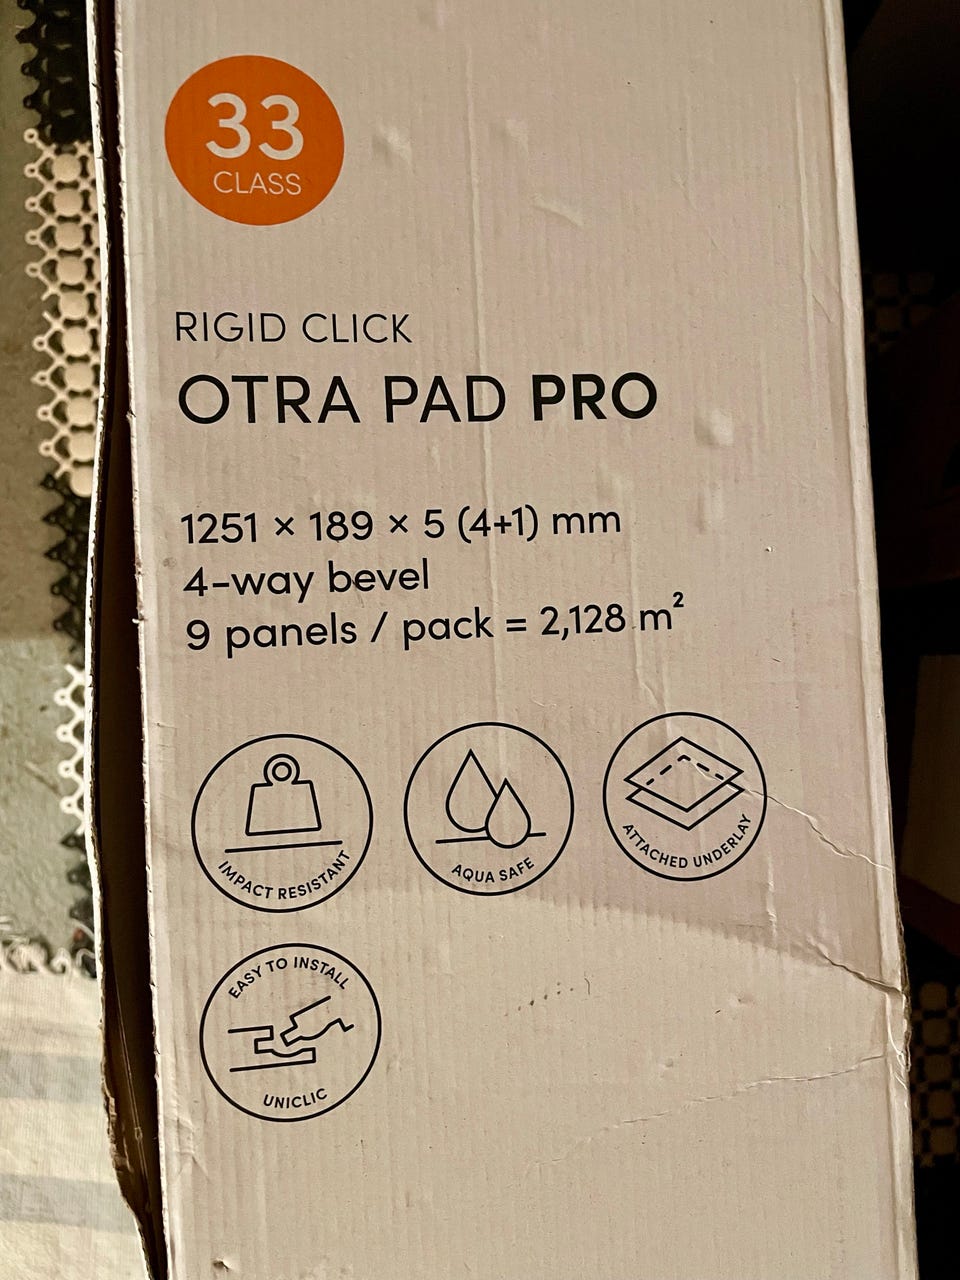 33
CLASS
RIGID CLICK
OTRA PAD PRO
1251 × 189 × 5 (4+1) mm
4-way bevel
9 panels / pack = 2,128 m²
IMPACT RESISTANT
AQUA SAFE
ATTACHED UNDERLAY
EASY TO INSTALL
UNICLIC